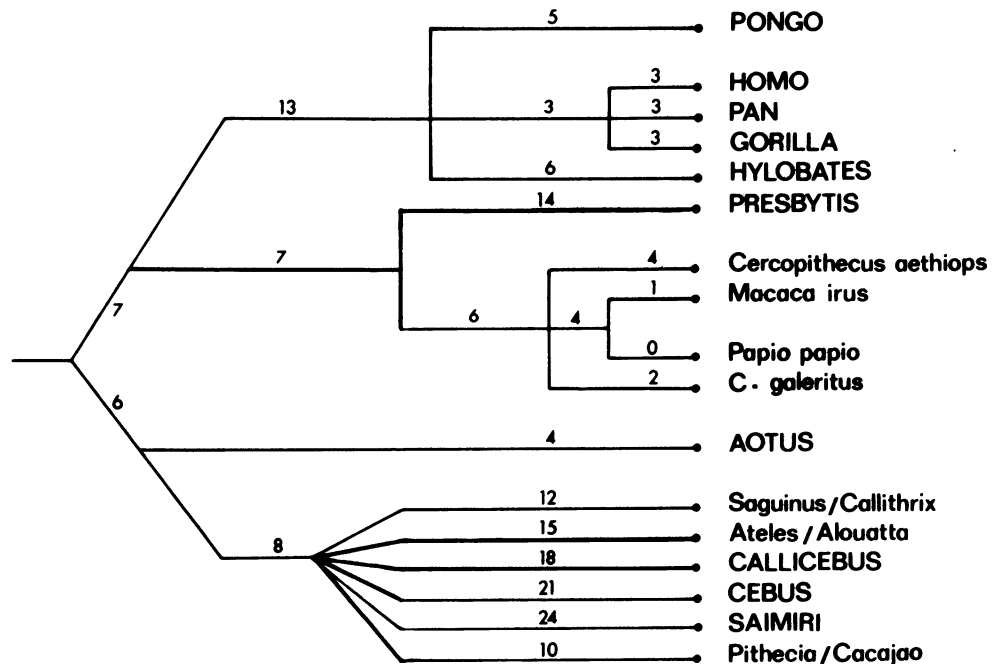 5 PONGO
3 HOMO
13 3 3 PAN
3 GORILLA
6 HYLOBATES
14 PRESBYTIS
7 4 Cercopithecus aethiops
1 Macaca irus
7
6 4
0 Papio papio
2 C. galeritus
6
4 AOTUS
12 Saguinus/Callithrix
15 Ateles/Alouatta
8 18 CALLICEBUS
21 CEBUS
24 SAIMIRI
10 Pithecia/Cacajao